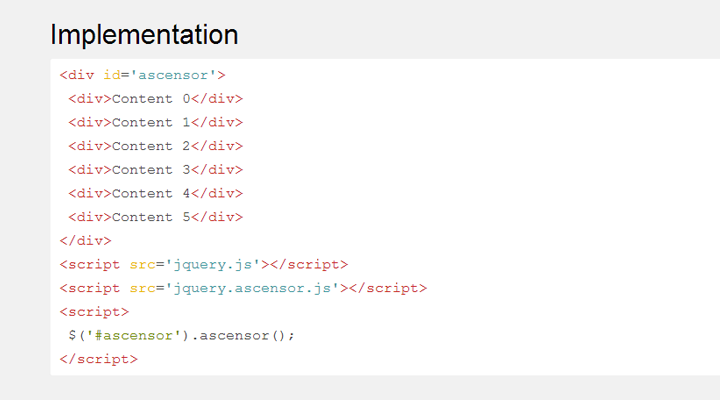 Implementation
<div id='ascensor'>
<div>Content 0</div>
<div>Content 1</div>
<div>Content 2</div>
<div>Content 3</div>
<div>Content 4</div>
<div>Content 5</div>
</div>
<script src='jquery.js'></script>
<script src='jquery.ascensor.js'></script>
<script>
$('#ascensor').ascensor();
</script>